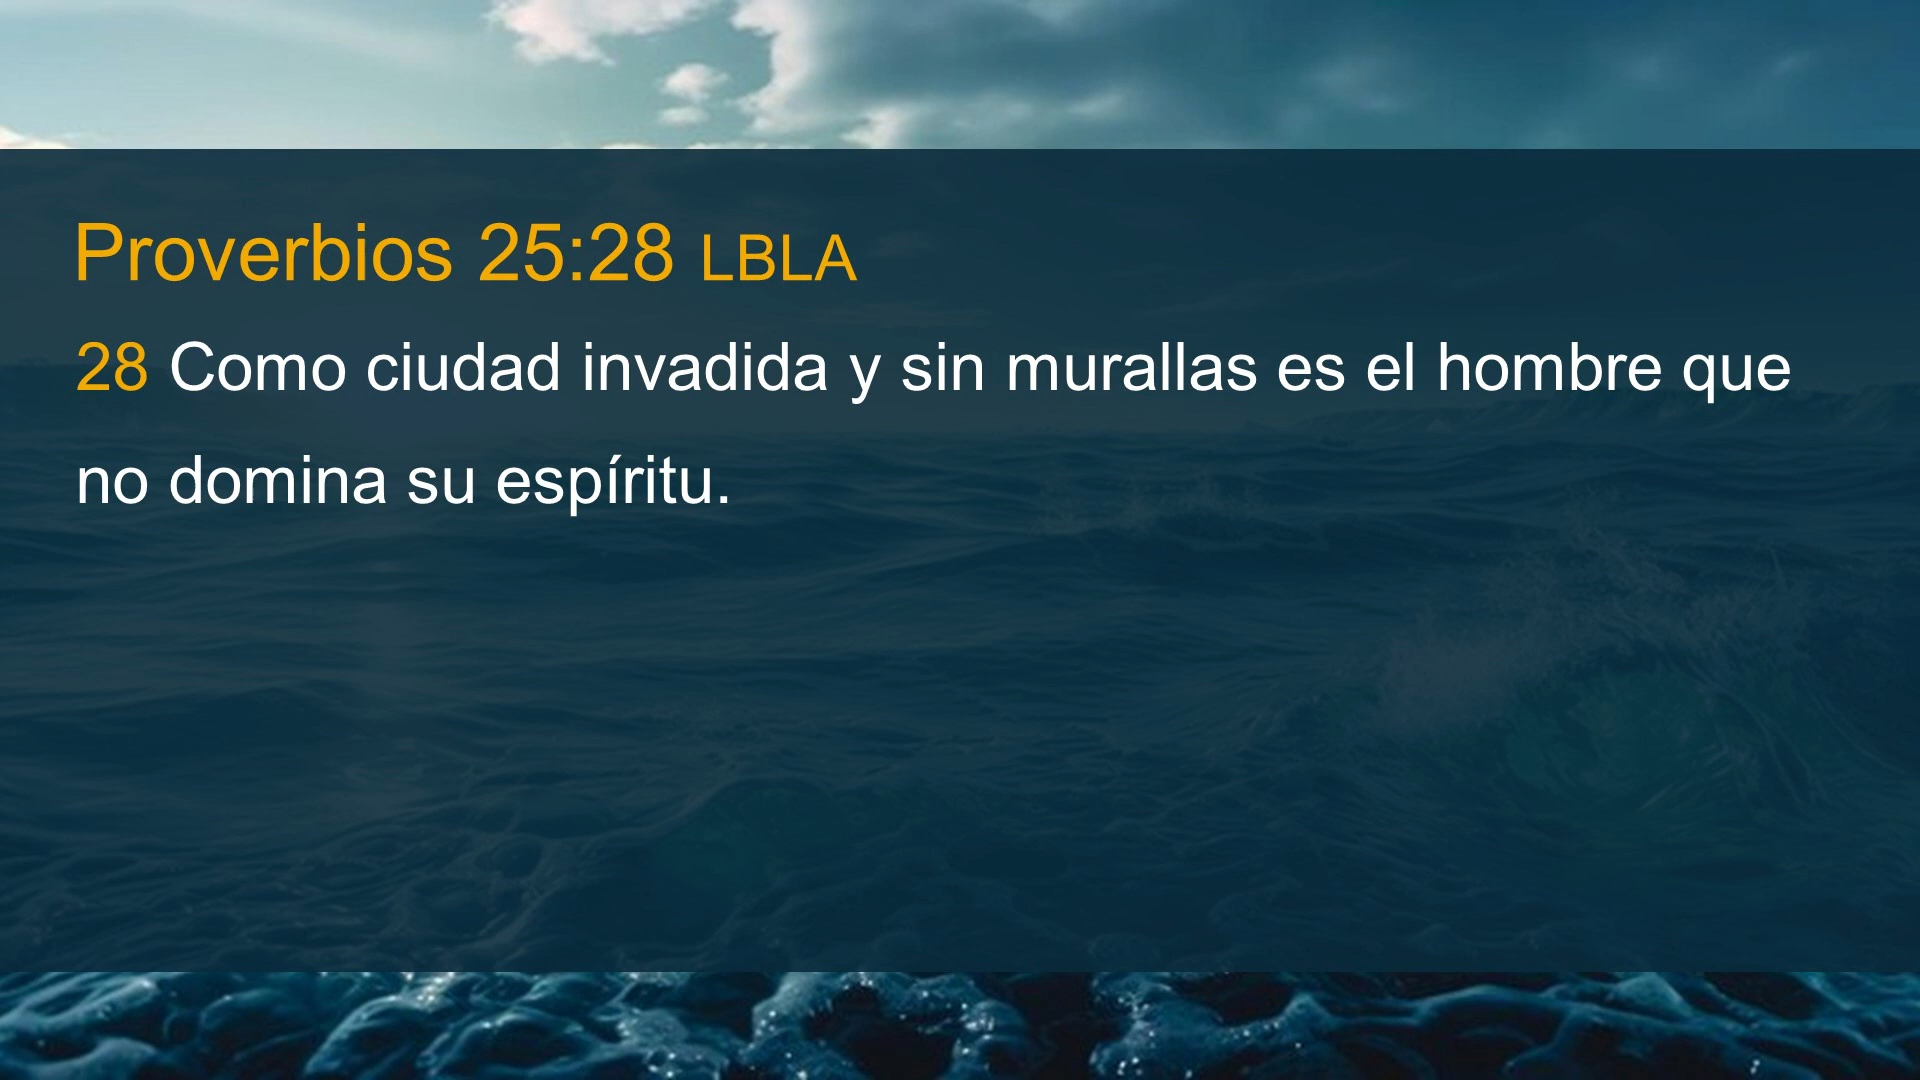 Proverbios 25:28 LBLA
28 Como ciudad invadida y sin murallas es el hombre que
no domina su espíritu.